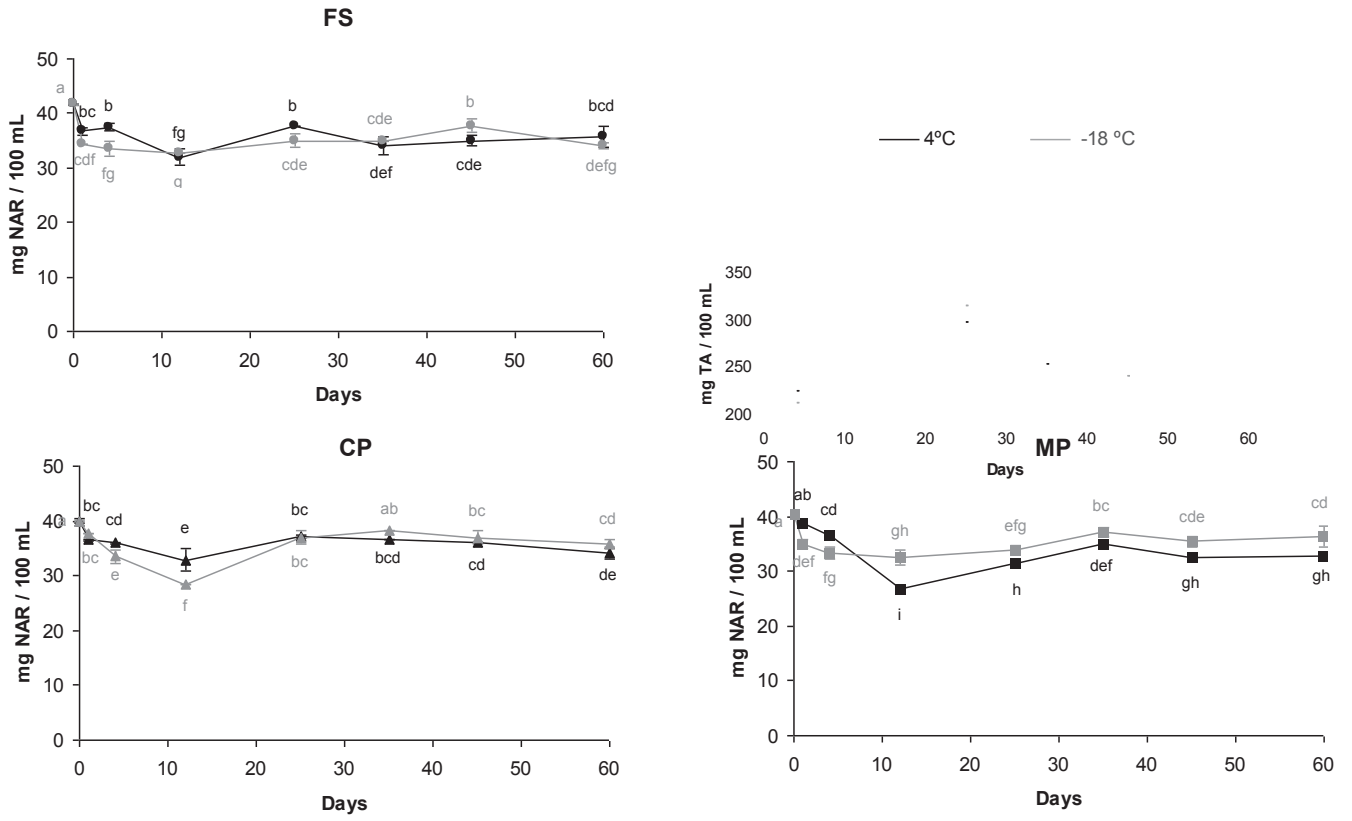 FS
50
40
30
20
10
0
mg NAR / 100 mL
a
bc
b
fg
b
cde
b
bcd
cdf
fg
g
cde
def
cde
defg
0 10 20 30 40 50 60
Days
4ºC
-18 ºC
350
300
250
200
mg TA / 100 mL
0 10 20 30 40 50 60
Days
CP
50
40
30
20
10
0
mg NAR / 100 mL
a
bc
cd
e
bc
ab
bc
cd
bc
e
f
bc
bcd
cd
de
0 10 20 30 40 50 60
Days
MP
50
40
30
20
10
0
mg NAR / 100 mL
a
ab
cd
gh
efg
bc
cde
cd
def
fg
i
h
def
gh
gh
0 10 20 30 40 50 60
Days